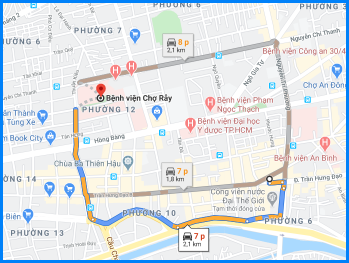 PHƯỜNG 7
Nguyễn Chí Thanh
8 p
2,1 km
Bệnh viện Công an 30/4
Ngô Gia Tự
Ngô Quyền
Bệnh viện Chợ Rẫy
Bệnh viện Phạm
Ngọc Thạch
Chợ An Đông
Thành
Tùng Xe
PHƯỜNG 12
Bệnh viện Đại học
Y dược TP.HCM
am Book City
Hồng Bàng
Bệnh viện An Bình
Chùa Bà Thiên Hậu
7 p
1,8 km
PHƯỜNG 14
Đ. Trần Hưng Đạo
Công viên nước
Đại Thế Giới
Tạm thời đóng cửa
PHƯỜNG 10
PHƯỜNG 6
PHƯỜNG 13
7 p
2,1 km